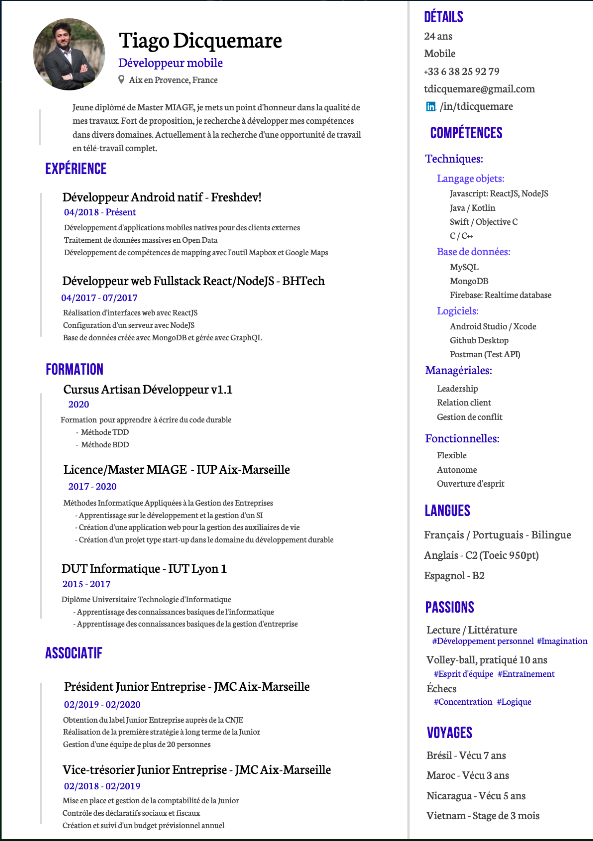 Tiago Dicquemare
Développeur mobile
Aix en Provence, France
Jeune diplômé de Master MIAGE, je mets un point d'honneur dans la qualité de
mes travaux. Fort de proposition, je recherche à développer mes compétences
dans divers domaines. Actuellement à la recherche d'une opportunité de travail
en télé-travail complet.
EXPÉRIENCE
Développeur Android natif - Freshdev!
04/2018 - Présent
Développement d'applications mobiles natives pour des clients externes
Traitement de données massives en Open Data
Développement de compétences de mapping avec l'outil Mapbox et Google Maps
Développeur web Fullstack React/NodeJS - BHTech
04/2017 - 07/2017
Réalisation d'interfaces web avec ReactJS
Configuration d'un serveur avec NodeJS
Base de données créée avec MongoDB et gérée avec GraphQL
FORMATION
Cursus Artisan Développeur v1.1
2020
Formation pour apprendre à écrire du code durable
- Méthode TDD
- Méthode BDD
Licence/Master MIAGE - IUP Aix-Marseille
2017 - 2020
Méthodes Informatique Appliquées à la Gestion des Entreprises
- Apprentissage sur le développement et la gestion d'un SI
- Création d'une application web pour la gestion des auxiliaires de vie
- Création d'un projet type start-up dans le domaine du développement durable
DUT Informatique - IUT Lyon 1
2015 - 2017
Diplôme Universitaire Technologie d'Informatique
- Apprentissage des connaissances basiques de l'informatique
- Apprentissage des connaissances basiques de la gestion d'entreprise
ASSOCIATIF
Président Junior Entreprise - JMC Aix-Marseille
02/2019 - 02/2020
Obtention du label Junior Entreprise auprès de la CNJE
Réalisation de la première stratégie à long terme de la Junior
Gestion d'une équipe de plus de 20 personnes
Vice-trésorier Junior Entreprise - JMC Aix-Marseille
02/2018 - 02/2019
Mise en place et gestion de la comptabilité de la Junior
Contrôle des déclaratifs sociaux et fiscaux
Création et suivi d'un budget prévisionnel annuel
DÉTAILS
24 ans
Mobile
+33 6 38 25 92 79
tdicquemare@gmail.com
in /in/tdicquemare
COMPÉTENCES
Techniques:
Langage objets:
Javascript: ReactJS, NodeJS
Java / Kotlin
Swift / Objective C
C / C++
Base de données:
MySQL
MongoDB
Firebase: Realtime database
Logiciels:
Android Studio / Xcode
Github Desktop
Postman (Test API)
Managériales:
Leadership
Relation client
Gestion de conflit
Fonctionnelles:
Flexible
Autonome
Ouverture d'esprit
LANGUES
Français / Portuguais - Bilingue
Anglais - C2 (Toeic 950pt)
Espagnol - B2
PASSIONS
Lecture / Littérature
#Développement personnel #Imagination
Volley-ball, pratiqué 10 ans
#Esprit d'équipe #Entraînement
Échecs
#Concentration #Logique
VOYAGES
Brésil - Vécu 7 ans
Maroc - Vécu 3 ans
Nicaragua - Vécu 5 ans
Vietnam - Stage de 3 mois